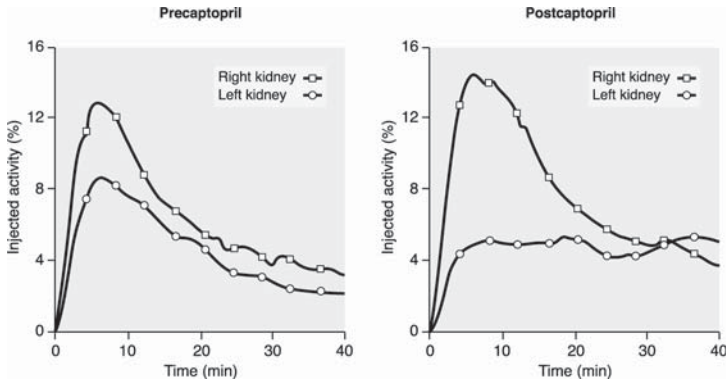 Precaptopril
16
12
8
4
0
0 10 20 30 40
Injected activity (%)
Time (min)
Right kidney
Left kidney
Postcaptopril
16
12
8
4
0
0 10 20 30 40
Injected activity (%)
Time (min)
Right kidney
Left kidney